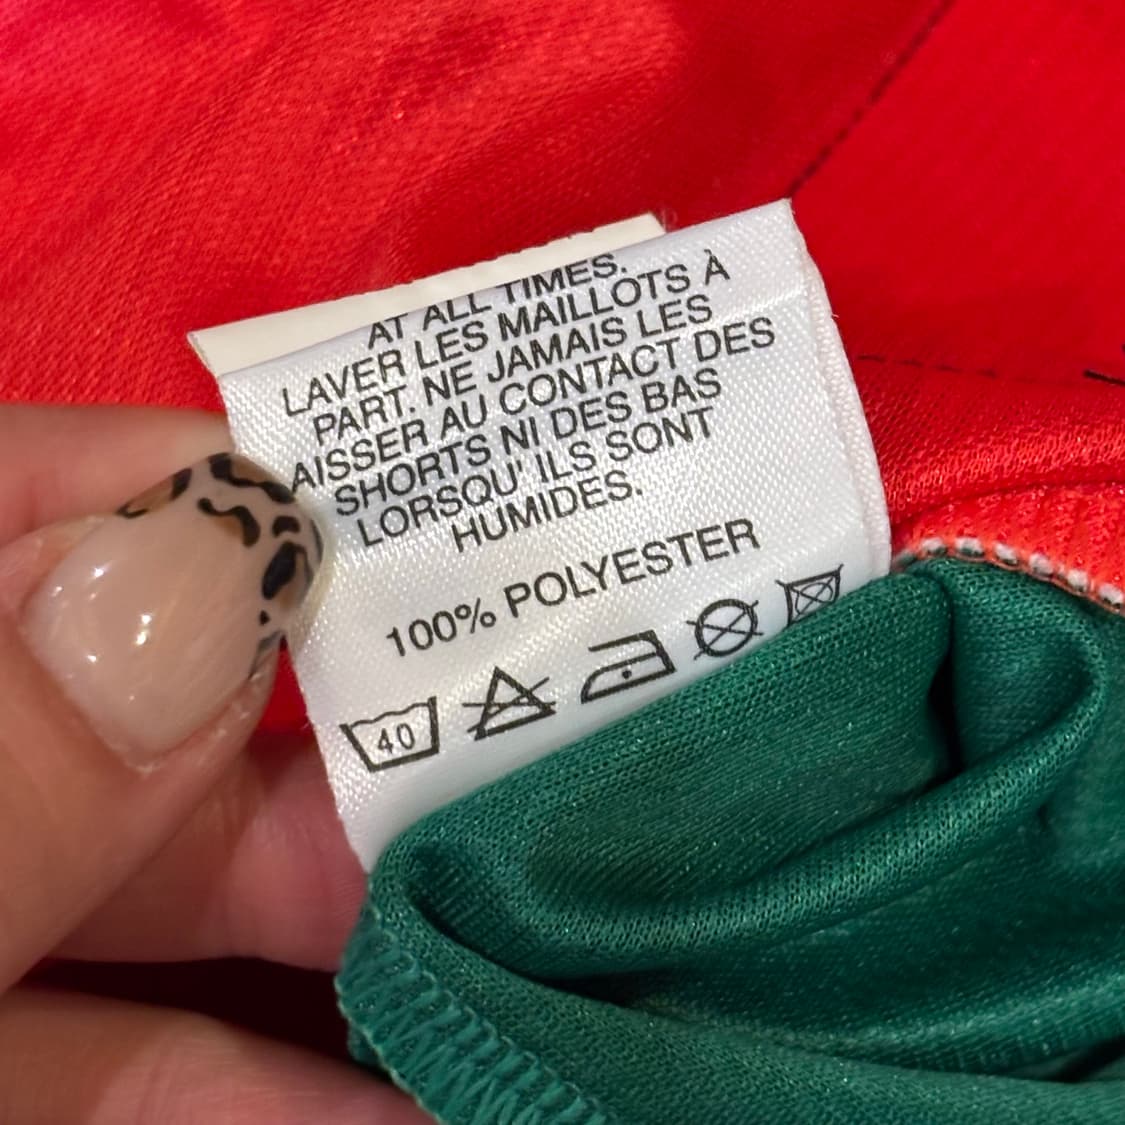 AT ALL TIMES.
LAVER LES MAILLOTS À
PART. NE JAMAIS LES
AISSER AU CONTACT DES
SHORTS NI DES BAS
LORSQU' ILS SONT
HUMIDES.
100% POLYESTER
40